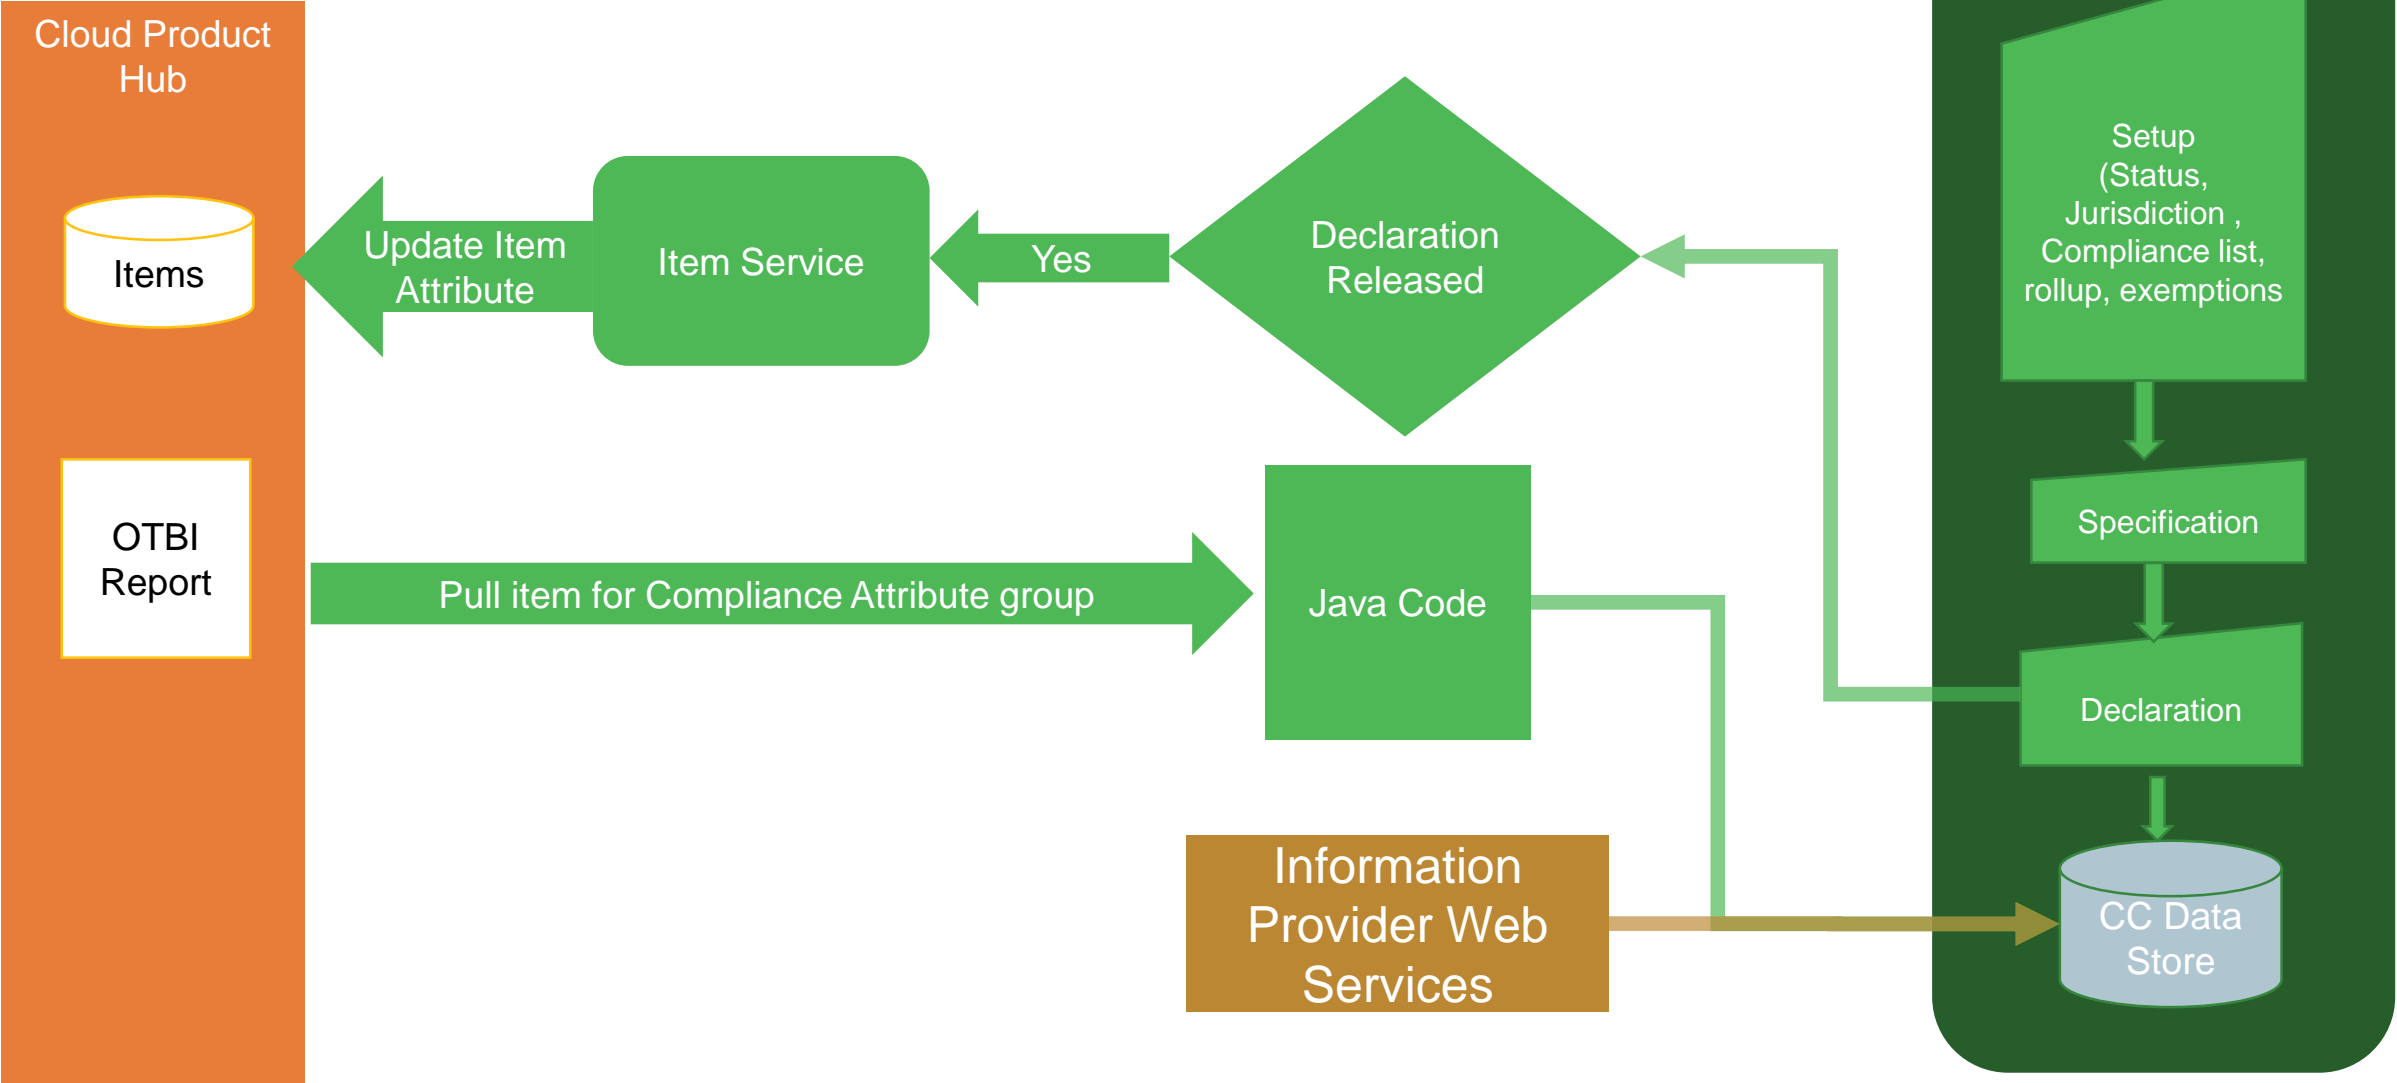 Cloud Product
Hub
Items
OTBI
Report
Update Item
Attribute
Item Service
Yes
Declaration
Released
Pull item for Compliance Attribute group
Java Code
Information
Provider Web
Services
Setup
(Status,
Jurisdiction ,
Compliance list,
rollup, exemptions
Specification
Declaration
CC Data
Store